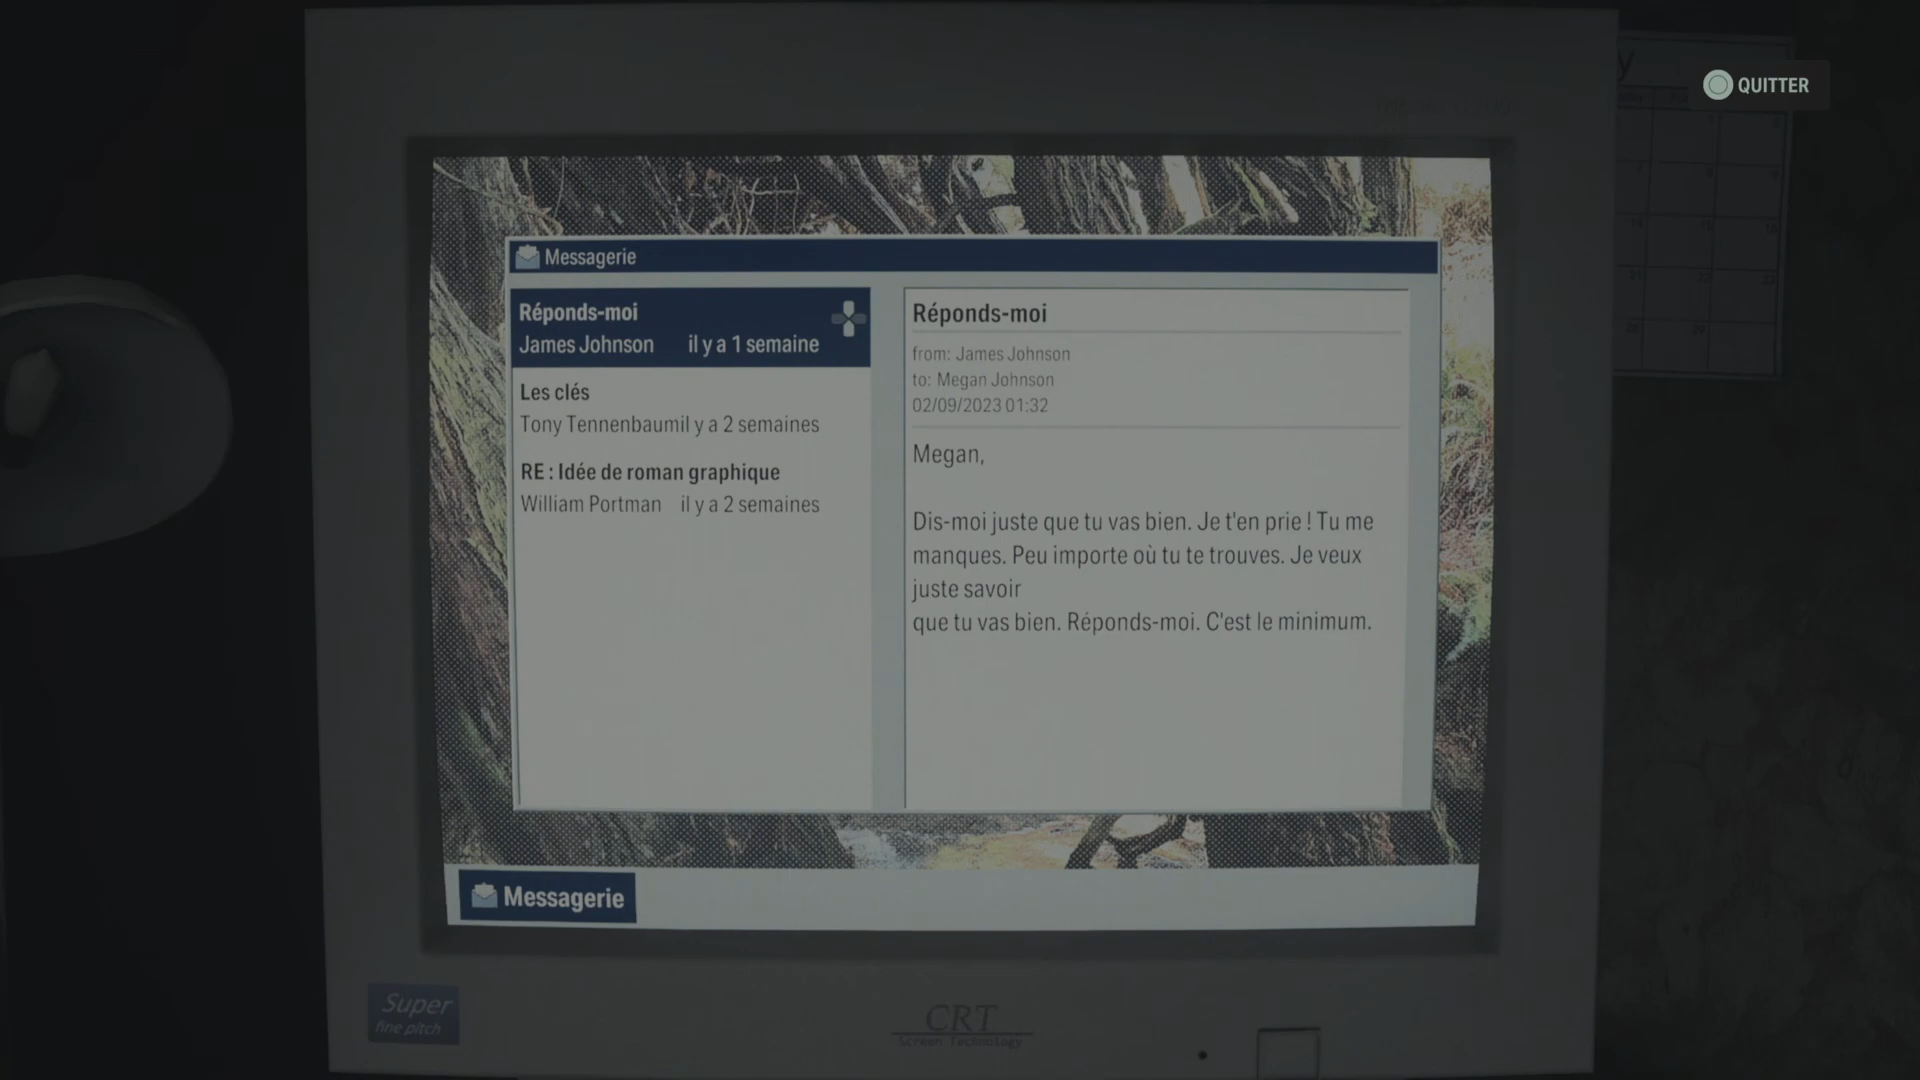 QUITTER
Messagerie
Réponds-moi
James Johnson il y a 1 semaine
Les clés
Tony Tennenbaumil y a 2 semaines
RE : Idée de roman graphique
William Portman il y a 2 semaines
Réponds-moi
from: James Johnson
to: Megan Johnson
02/09/2023 01:32
Megan,
Dis-moi juste que tu vas bien. Je t'en prie ! Tu me
manques. Peu importe où tu te trouves. Je veux
juste savoir
que tu vas bien. Réponds-moi. C'est le minimum.
Messagerie
Super
fine pitch
CRT
Screen Technology